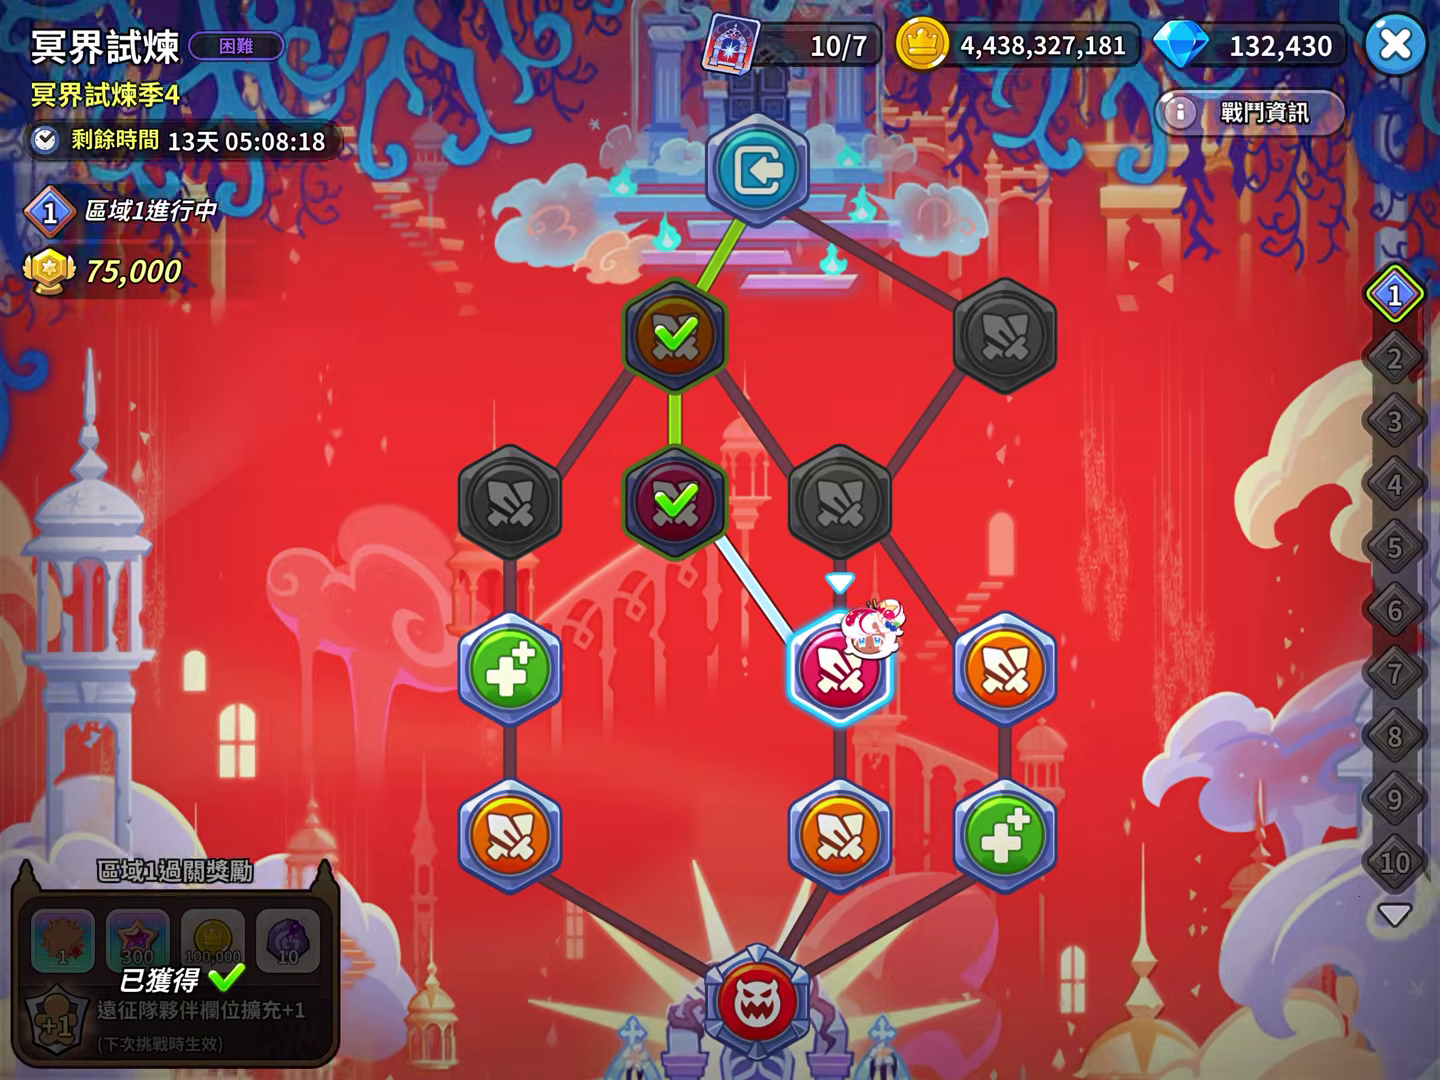 冥界試煉 困難
10/7
4,438,327,181
132,430
冥界試煉季4
戰鬥資訊
剩餘時間 13天 05:08:18
1 區域1進行中
75,000
1
2
3
4
5
6
7
8
9
10
區域1過關獎勵
1
300
100,000
10
已獲得
+1
遠征隊夥伴欄位擴充+1
(下次挑戰時生效)